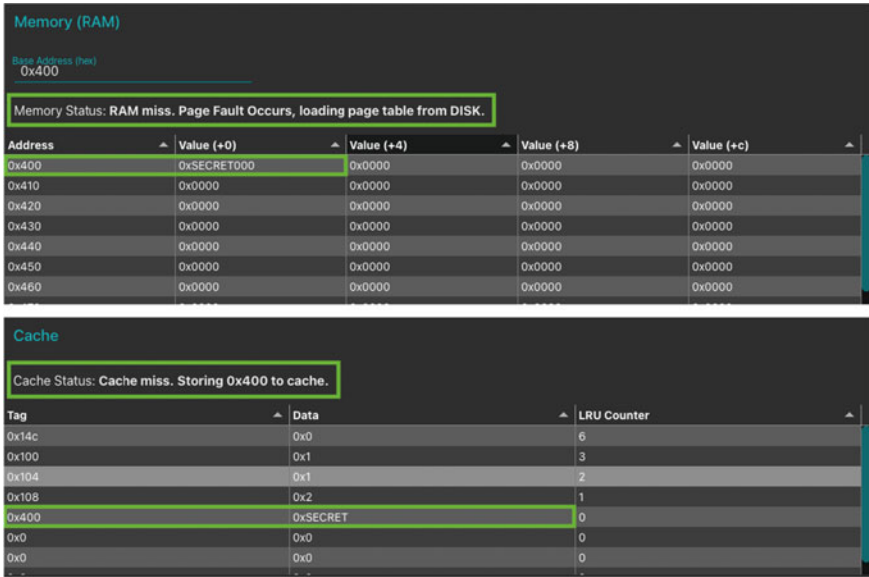 Memory (RAM)
Base Address (hex)
0x400
Memory Status: RAM miss. Page Fault Occurs, loading page table from DISK.
Address Value (+0) Value (+4) Value (+8) Value (+c)
0x400 0xSECRET000 0x0000 0x0000 0x0000
0x410 0x0000 0x0000 0x0000 0x0000
0x420 0x0000 0x0000 0x0000 0x0000
0x430 0x0000 0x0000 0x0000 0x0000
0x440 0x0000 0x0000 0x0000 0x0000
0x450 0x0000 0x0000 0x0000 0x0000
0x460 0x0000 0x0000 0x0000 0x0000
Cache
Cache Status: Cache miss. Storing 0x400 to cache.
Tag Data LRU Counter
0x14c 0x0 6
0x100 0x1 3
0x104 0x1 2
0x108 0x2 1
0x400 0xSECRET 0
0x0 0x0 0
0x0 0x0 0